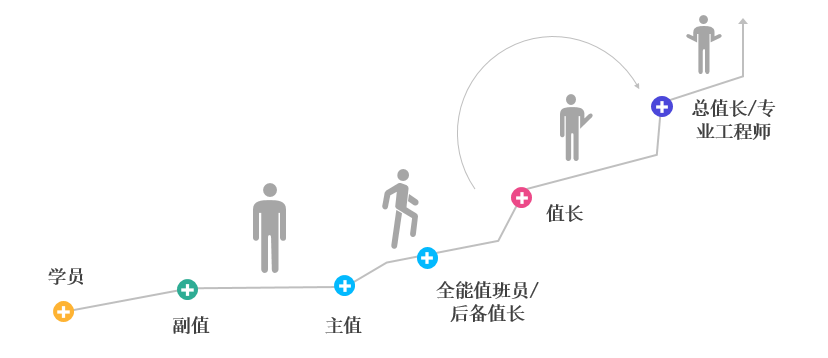 学员
副值
主值
全能值班员/
后备值长
值长
总值长/专
业工程师